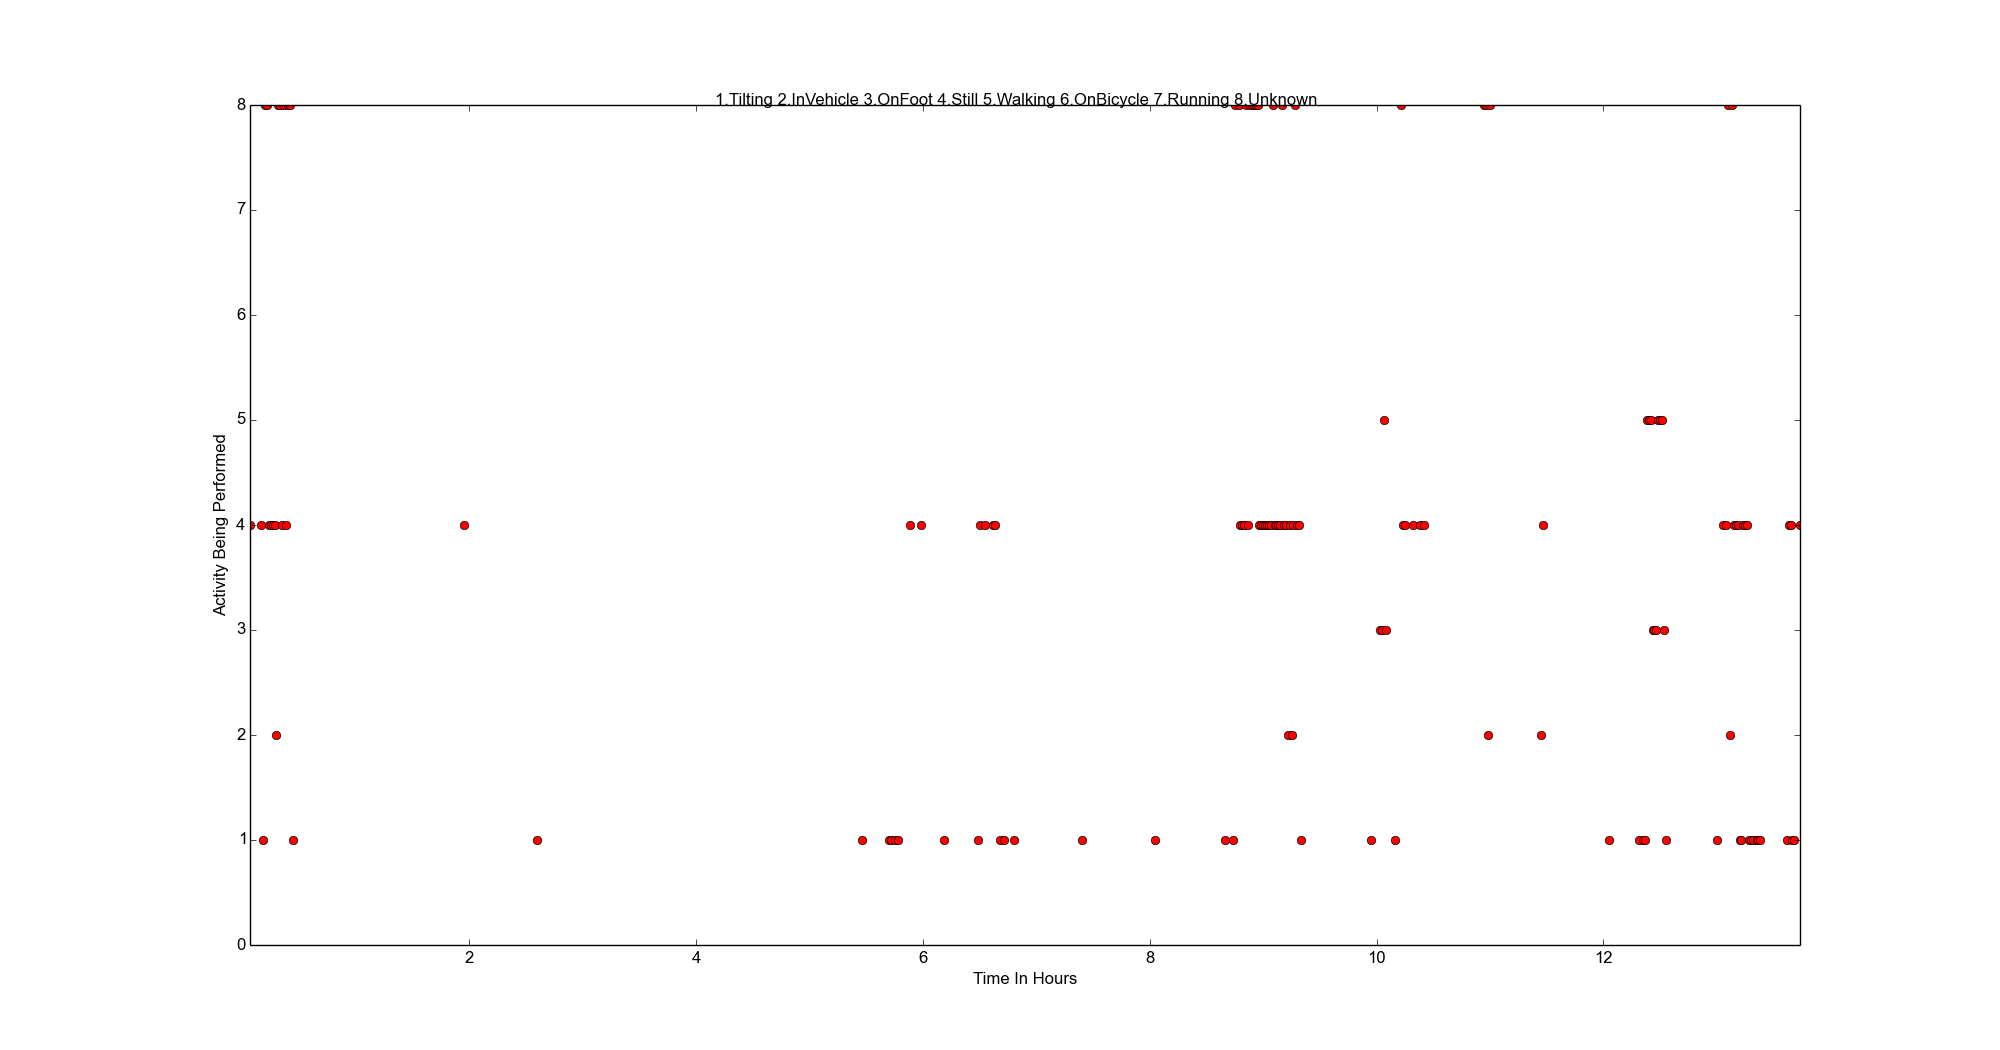 1.Tilting 2.InVehicle 3.OnFoot 4.Still 5.Walking 6.OnBicycle 7.Running 8.Unknown
8
7
6
5
4
3
2
1
0
Activity Being Performed
2 4 6 8 10 12
Time In Hours